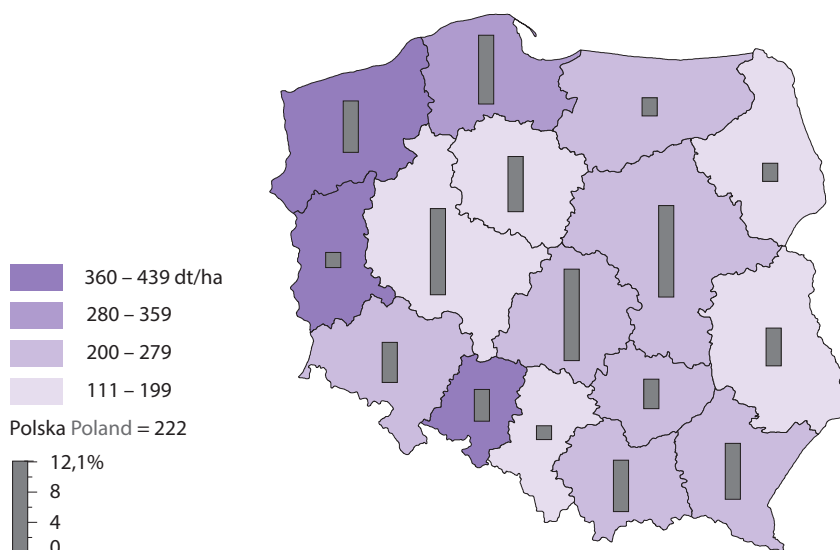 360 – 439 dt/ha
280 – 359
200 – 279
111 – 199
Polska Poland = 222
12,1%
8
4
0